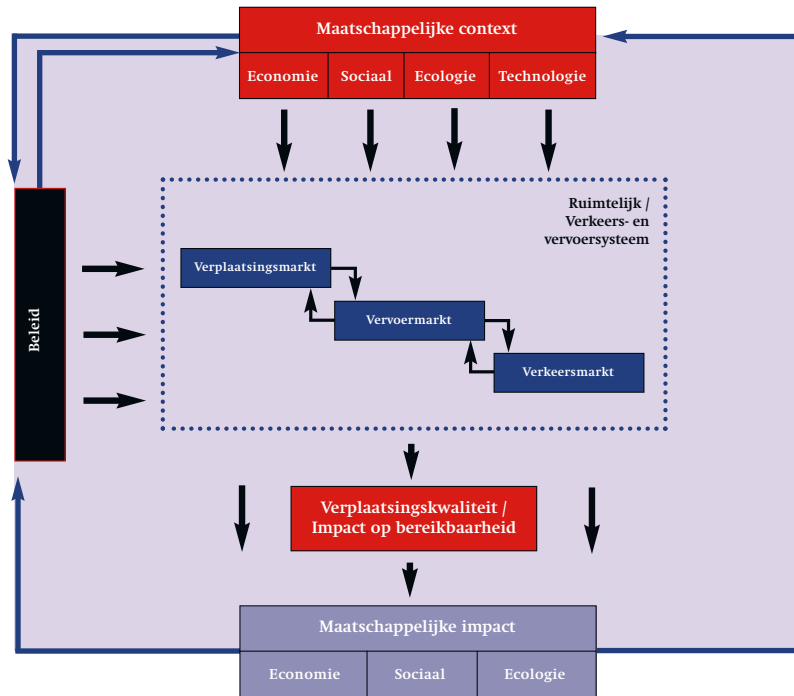 Maatschappelijke context
Economie Sociaal Ecologie Technologie
Ruimtelijk /
Verkeers- en
vervoersysteem
Verplaatsingsmarkt
Vervoermarkt
Verkeersmarkt
Beleid
Verplaatsingskwaliteit /
Impact op bereikbaarheid
Maatschappelijke impact
Economie Sociaal Ecologie